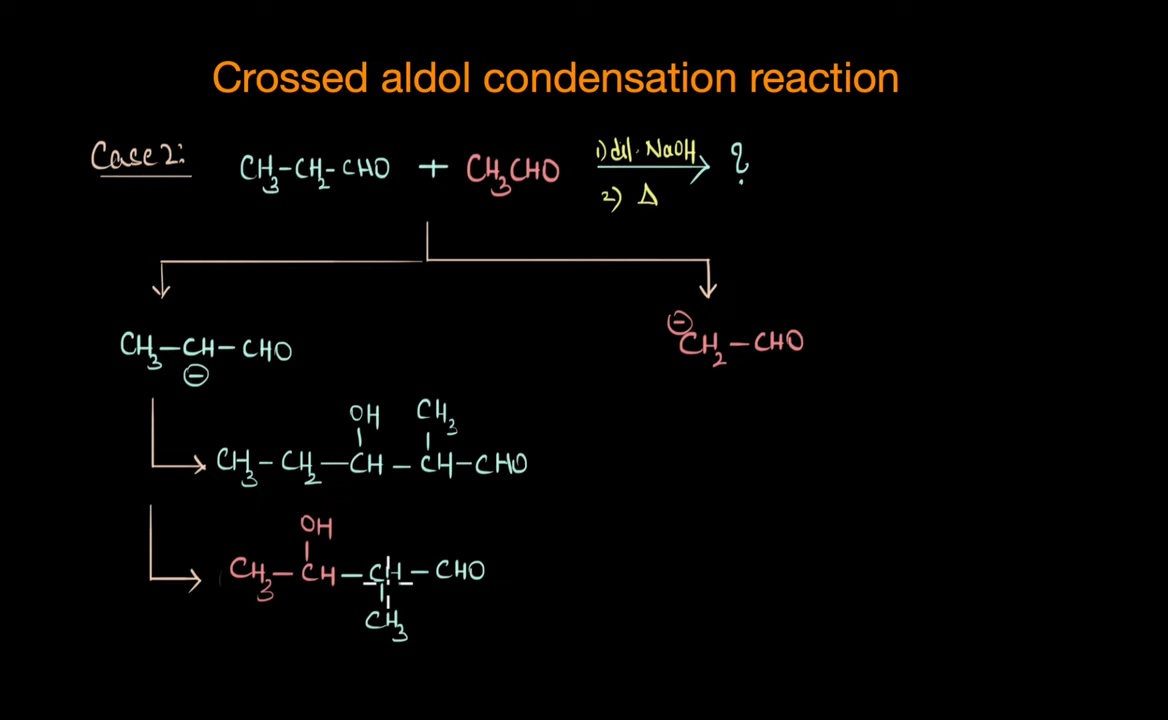 Crossed aldol condensation reaction
Case 2:
CH₃-CH₂-CHO + CH₃CHO
1) dil. NaOH
2) Δ
?
CH₃-CH-CHO
⊖
⊖
CH₂-CHO
OH CH₃
CH₃-CH₂-CH-CH-CHO
OH
CH₃-CH-CH-CHO
CH₃